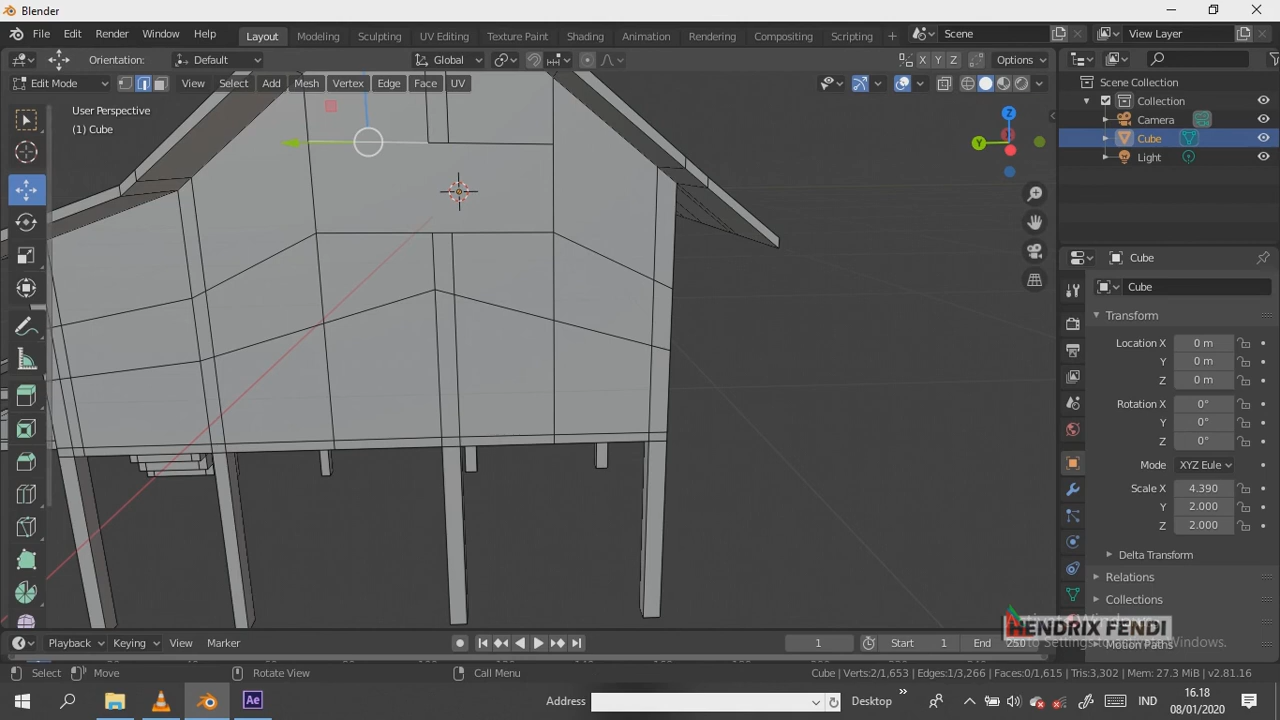 Blender
File Edit Render Window Help Layout Modeling Sculpting UV Editing Texture Paint Shading Animation Rendering Compositing Scripting + Scene View Layer
Orientation: Default Global X Y Z Options
Edit Mode View Select Add Mesh Vertex Edge Face UV
User Perspective
(1) Cube
Z
Y
Scene Collection
Collection
Camera
Cube
Light
Cube
Cube
Transform
Location X 0 m
Y 0 m
Z 0 m
Rotation X 0°
Y 0°
Z 0°
Mode XYZ Eule
Scale X 4.390
Y 2.000
Z 2.000
Delta Transform
Relations
Collections
Motion Paths
HENDRIX FENDI
Playback Keying View Marker 1 Start 1 End 250
Select Move Rotate View Call Menu Cube | Verts:2/1,653 | Edges:1/3,266 | Faces:0/1,615 | Tris:3,302 | Mem: 27.3 MiB | v2.81.16
Address Desktop » IND 16.18
08/01/2020